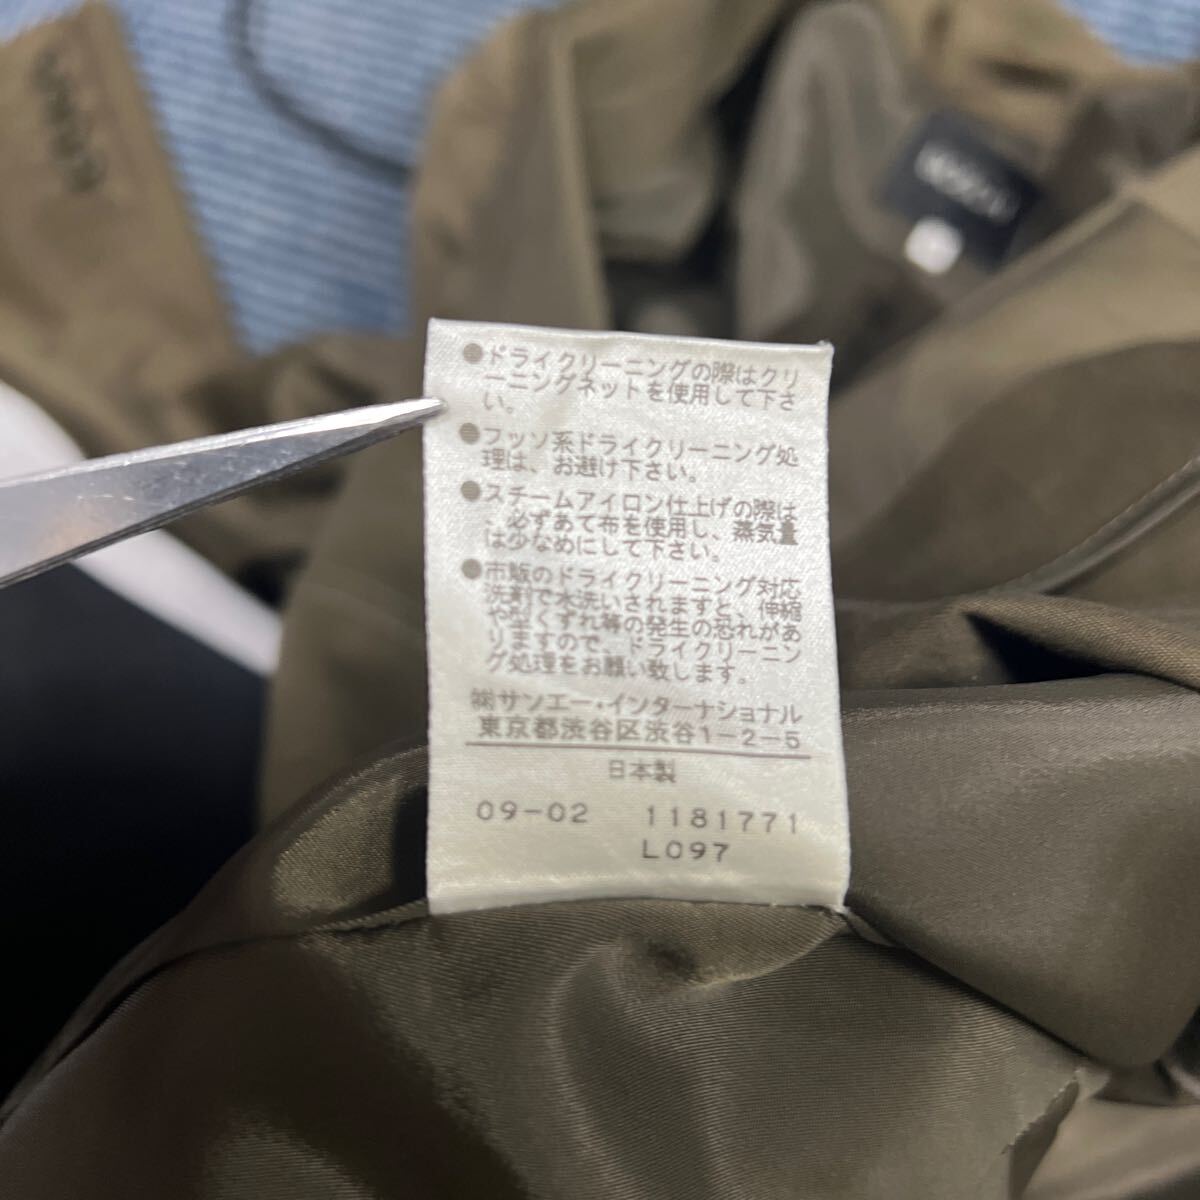 ●ドライクリーニングの際はクリ
ーニングネットを使用して下さ
い。
●フッソ系ドライクリーニング処
理は、お避け下さい。
●スチームアイロン仕上げの際は
、必ずあて布を使用し、蒸気量
は少なめにして下さい。
●市販のドライクリーニング対応
洗剤で水洗いされますと、伸縮
や型くずれ等の発生の恐れがあ
りますので、ドライクリーニン
グ処理をお願い致します。
㈱サンエー・インターナショナル
東京都渋谷区渋谷1-2-5
日本製
09-02 1181771
L097